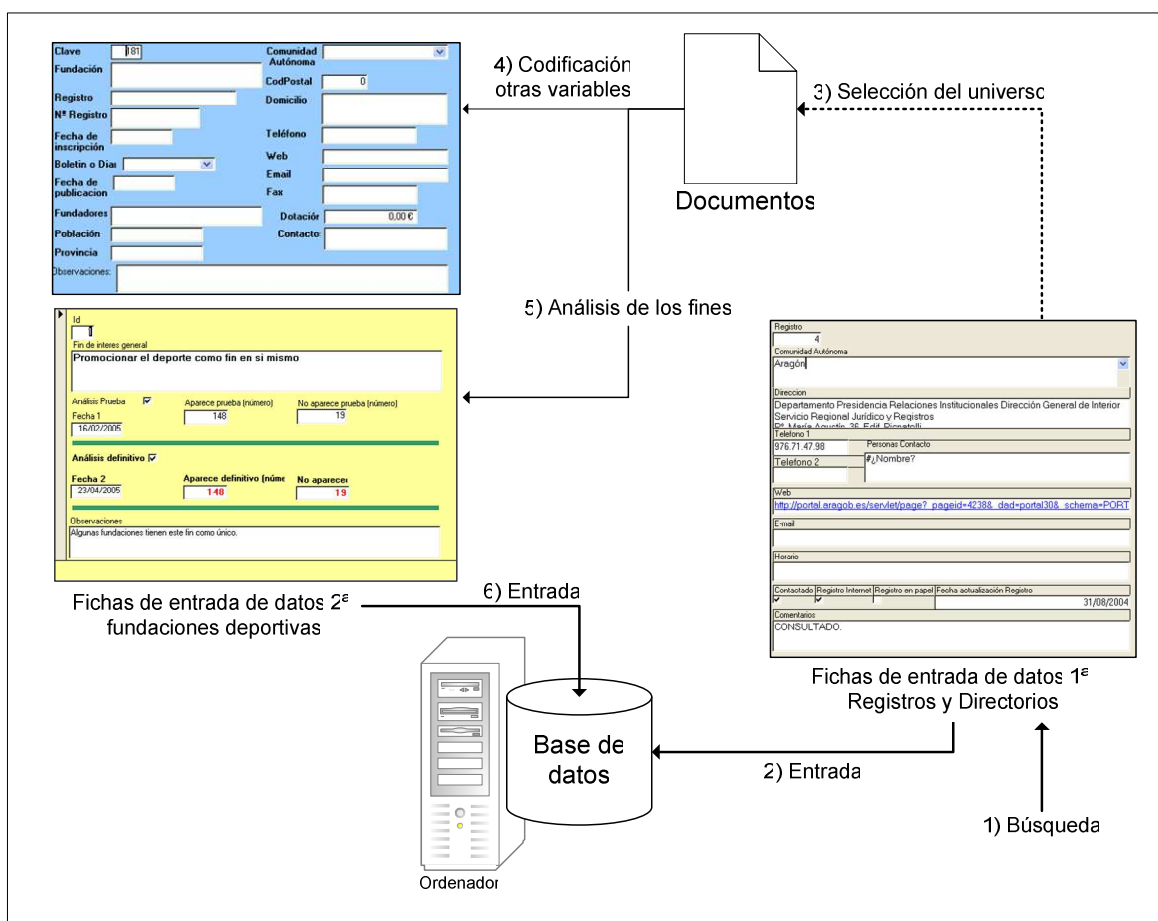 Clave
181
Fundación
Registro
Nª Registro
Fecha de
inscripción
Boletin o Diar
Fecha de
publicacion
Fundadores
Población
Provincia
Observaciones:
Comunidad
Autónoma
CodPostal
0
Domicilio
Teléfono
Web
Email
Fax
Dotación
0,00 €
Contacto:
4) Codificación
otras variables
Documentos
3) Selección del universo
5) Análisis de los fines
Id
Fin de interes general
Promocionar el deporte como fin en si mismo
Análisis Prueba
Aparece prueba (número)
No aparece prueba (número)
Fecha 1
148
19
16/02/2005
Análisis definitivo
Fecha 2
Aparece definitivo (núme
No aparece
23/04/2005
148
19
Observaciones
Algunas fundaciones tienen este fin como único.
Fichas de entrada de datos 2ª
fundaciones deportivas
6) Entrada
Registro
4
Comunidad Autónoma
Aragón
Direccion
Departamento Presidencia Relaciones Institucionales Dirección General de Interior
Servicio Regional Jurídico y Registros
Pº María Agustín, 36. Edif. Pignatelli
Telefono 1
976.71.47.98
Personas Contacto
#¿Nombre?
Telefono 2
Web
http://portal.aragob.es/servlet/page?_pageid=4238&_dad=portal30&_schema=PORT
E-mail
Horario
Contactado Registro Internet Registro en papel Fecha actualización Registro
31/08/2004
Comentarios
CONSULTADO.
Fichas de entrada de datos 1ª
Registros y Directorios
Base de
datos
2) Entrada
1) Búsqueda
Ordenador